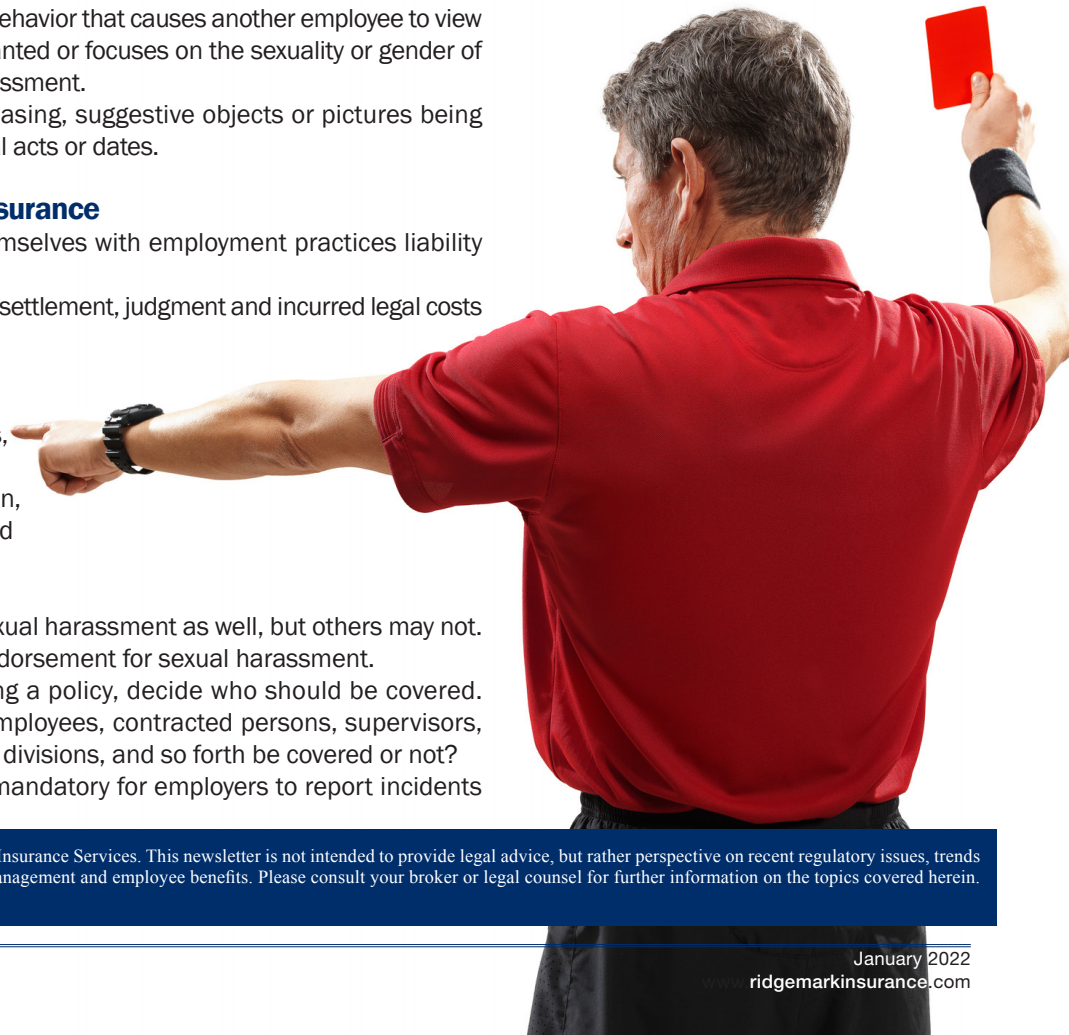 ehavior that causes another employee to view
nted or focuses on the sexuality or gender of
ssment.
asing, suggestive objects or pictures being
l acts or dates.
surance
mselves with employment practices liability
settlement, judgment and incurred legal costs
s,
n,
d
xual harassment as well, but others may not.
dorsement for sexual harassment.
ng a policy, decide who should be covered.
mployees, contracted persons, supervisors,
divisions, and so forth be covered or not?
mandatory for employers to report incidents
Insurance Services. This newsletter is not intended to provide legal advice, but rather perspective on recent regulatory issues, trends
nagement and employee benefits. Please consult your broker or legal counsel for further information on the topics covered herein.
January 2022
www.ridgemarkinsurance.com